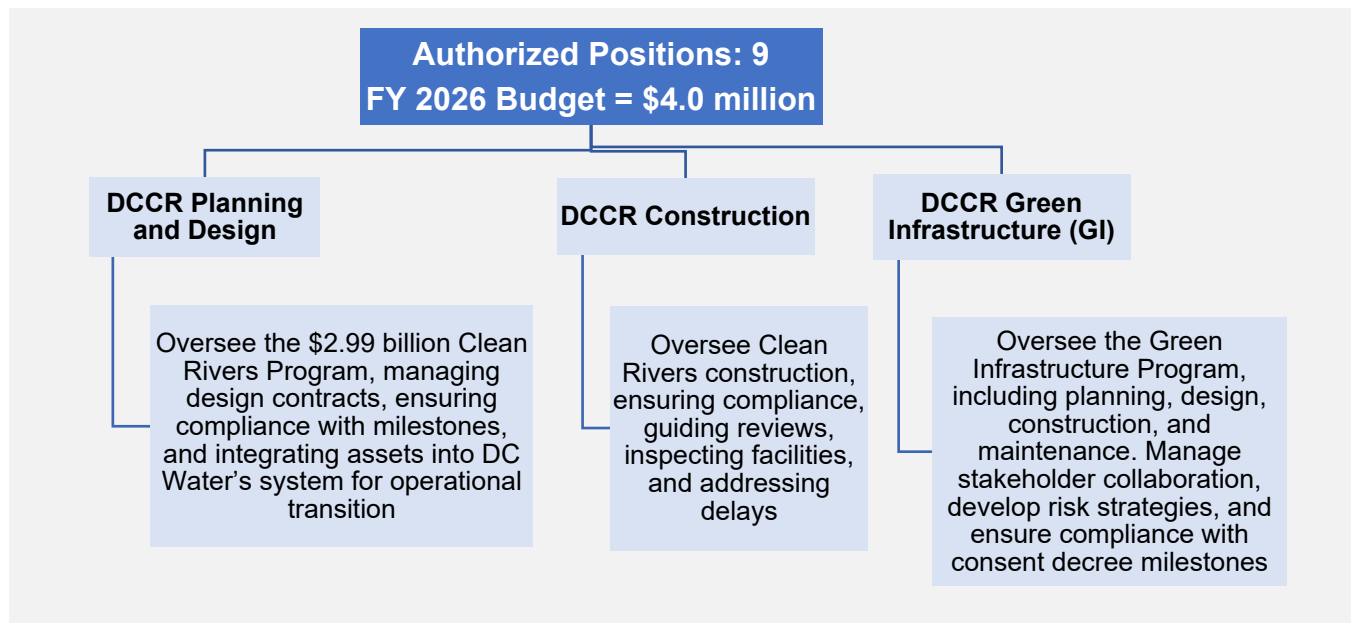 Authorized Positions: 9
FY 2026 Budget = $4.0 million
DCCR Planning
and Design
Oversee the $2.99 billion Clean
Rivers Program, managing
design contracts, ensuring
compliance with milestones,
and integrating assets into DC
Water’s system for operational
transition
DCCR Construction
Oversee Clean
Rivers construction,
ensuring compliance,
guiding reviews,
inspecting facilities,
and addressing
delays
DCCR Green
Infrastructure (GI)
Oversee the Green
Infrastructure Program,
including planning, design,
construction, and
maintenance. Manage
stakeholder collaboration,
develop risk strategies, and
ensure compliance with
consent decree milestones